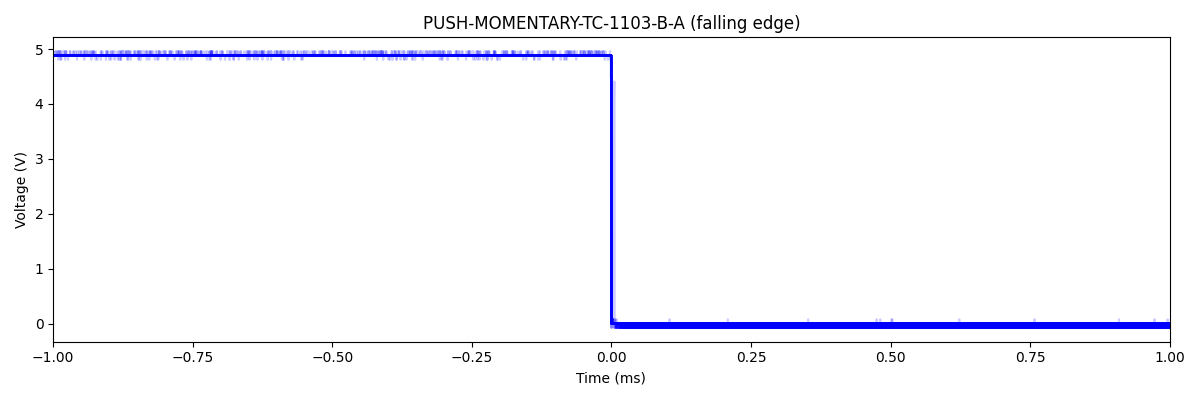 PUSH-MOMENTARY-TC-1103-B-A (falling edge)
Voltage (V)
5
4
3
2
1
0
−1.00 −0.75 −0.50 −0.25 0.00 0.25 0.50 0.75 1.00
Time (ms)